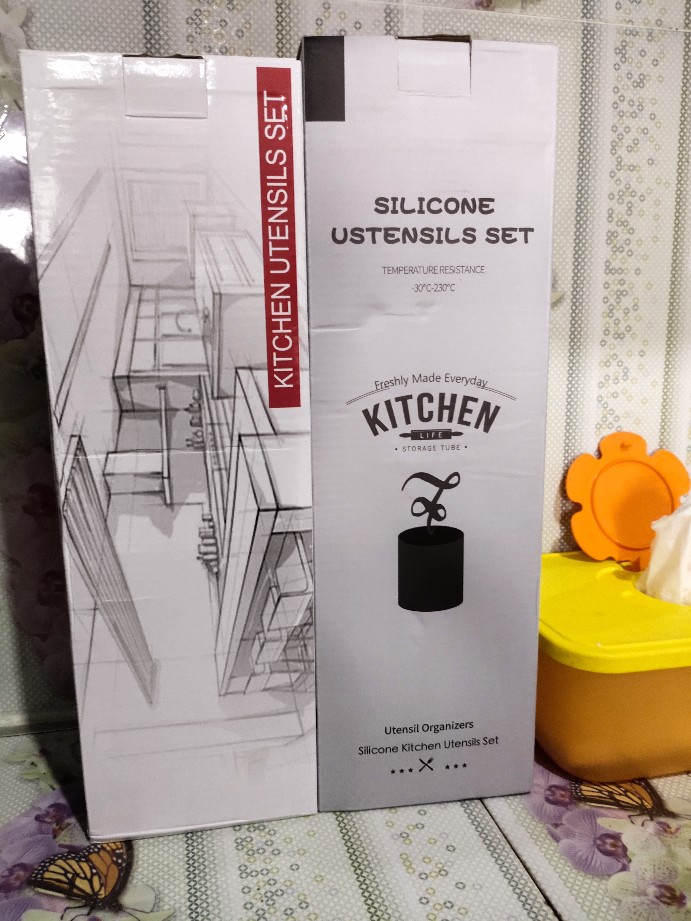 KITCHEN UTENSILS SET
SILICONE
USTENSILS SET
TEMPERATURE RESISTANCE
-30°C-230°C
Freshly Made Everyday
KITCHEN
LIFE
• STORAGE TUBE •
Utensil Organizers
Silicone Kitchen Utensils Set